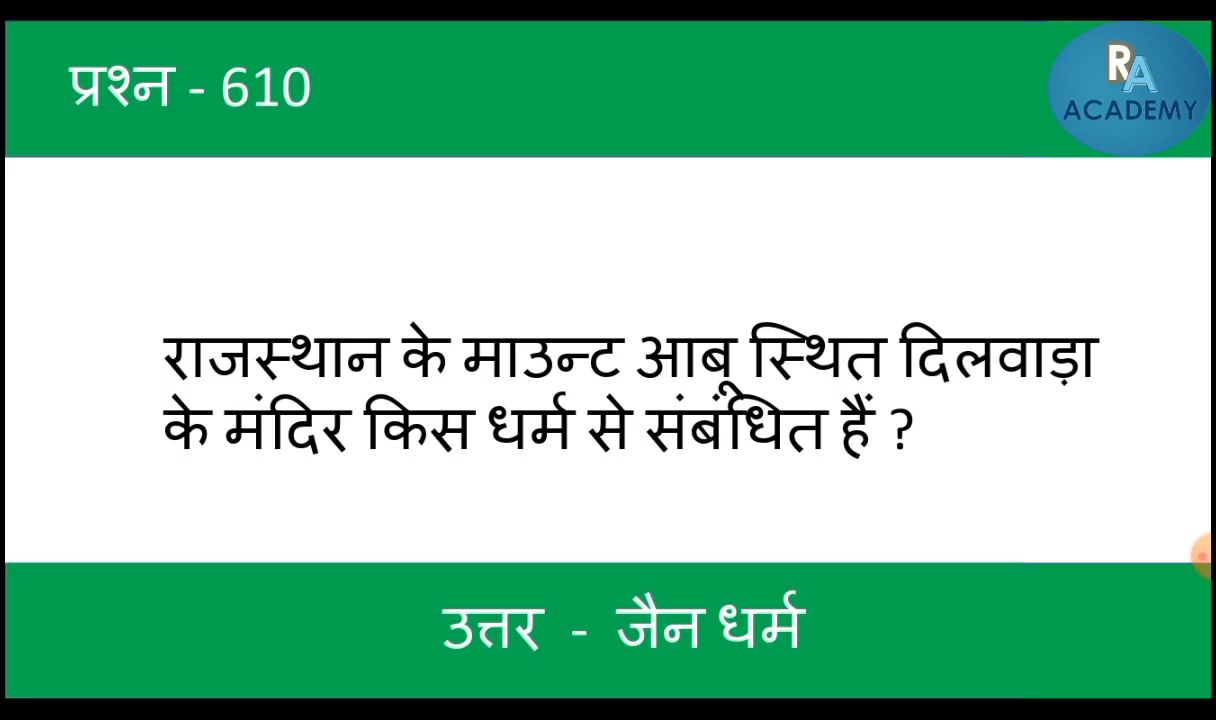 प्रश्न - 610
RA
ACADEMY
राजस्थान के माउन्ट आबू स्थित दिलवाड़ा
के मंदिर किस धर्म से संबंधित हैं ?
उत्तर - जैन धर्म